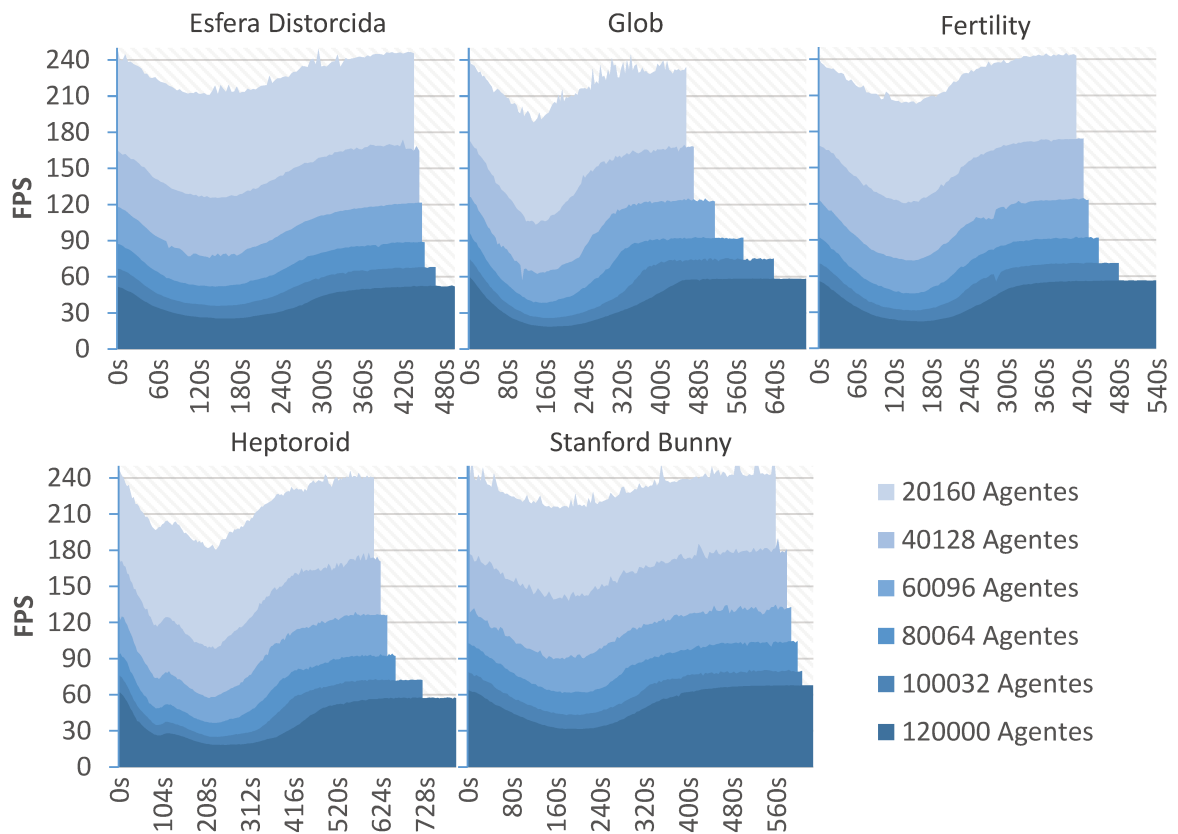 Esfera Distorcida
Glob
Fertility
FPS
240
210
180
150
120
90
60
30
0
0s
60s
120s
180s
240s
300s
360s
420s
480s
0s
80s
160s
240s
320s
400s
480s
560s
640s
0s
60s
120s
180s
240s
300s
360s
420s
480s
540s
Heptoroid
Stanford Bunny
FPS
240
210
180
150
120
90
60
30
0
0s
104s
208s
312s
416s
520s
624s
728s
0s
80s
160s
240s
320s
400s
480s
560s
20160 Agentes
40128 Agentes
60096 Agentes
80064 Agentes
100032 Agentes
120000 Agentes